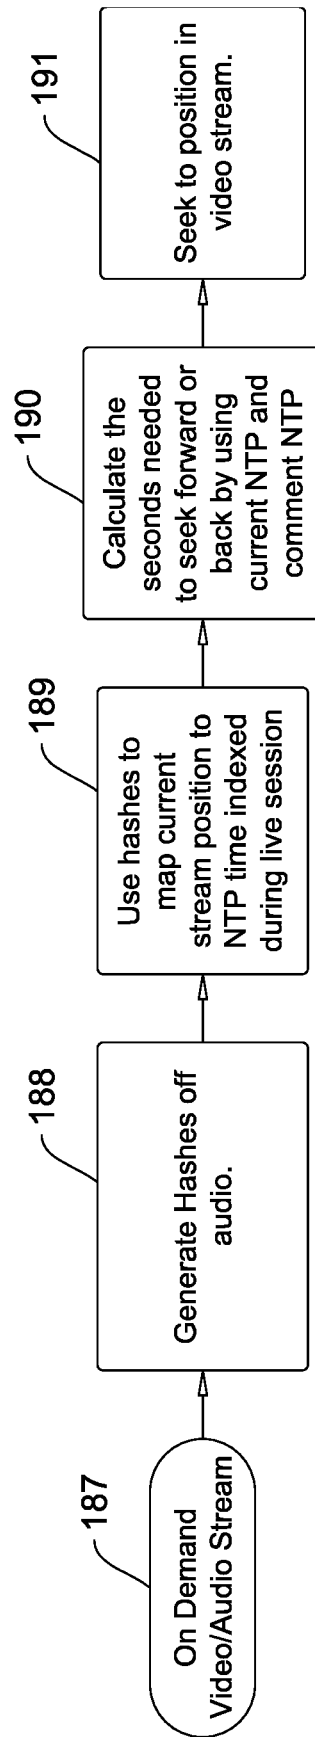 187
On Demand
Video/Audio Stream
188
Generate Hashes off
audio.
189
Use hashes to
map current
stream position to
NTP time indexed
during live session
190
Calculate the
seconds needed
to seek forward or
back by using
current NTP and
comment NTP
191
Seek to position in
video stream.